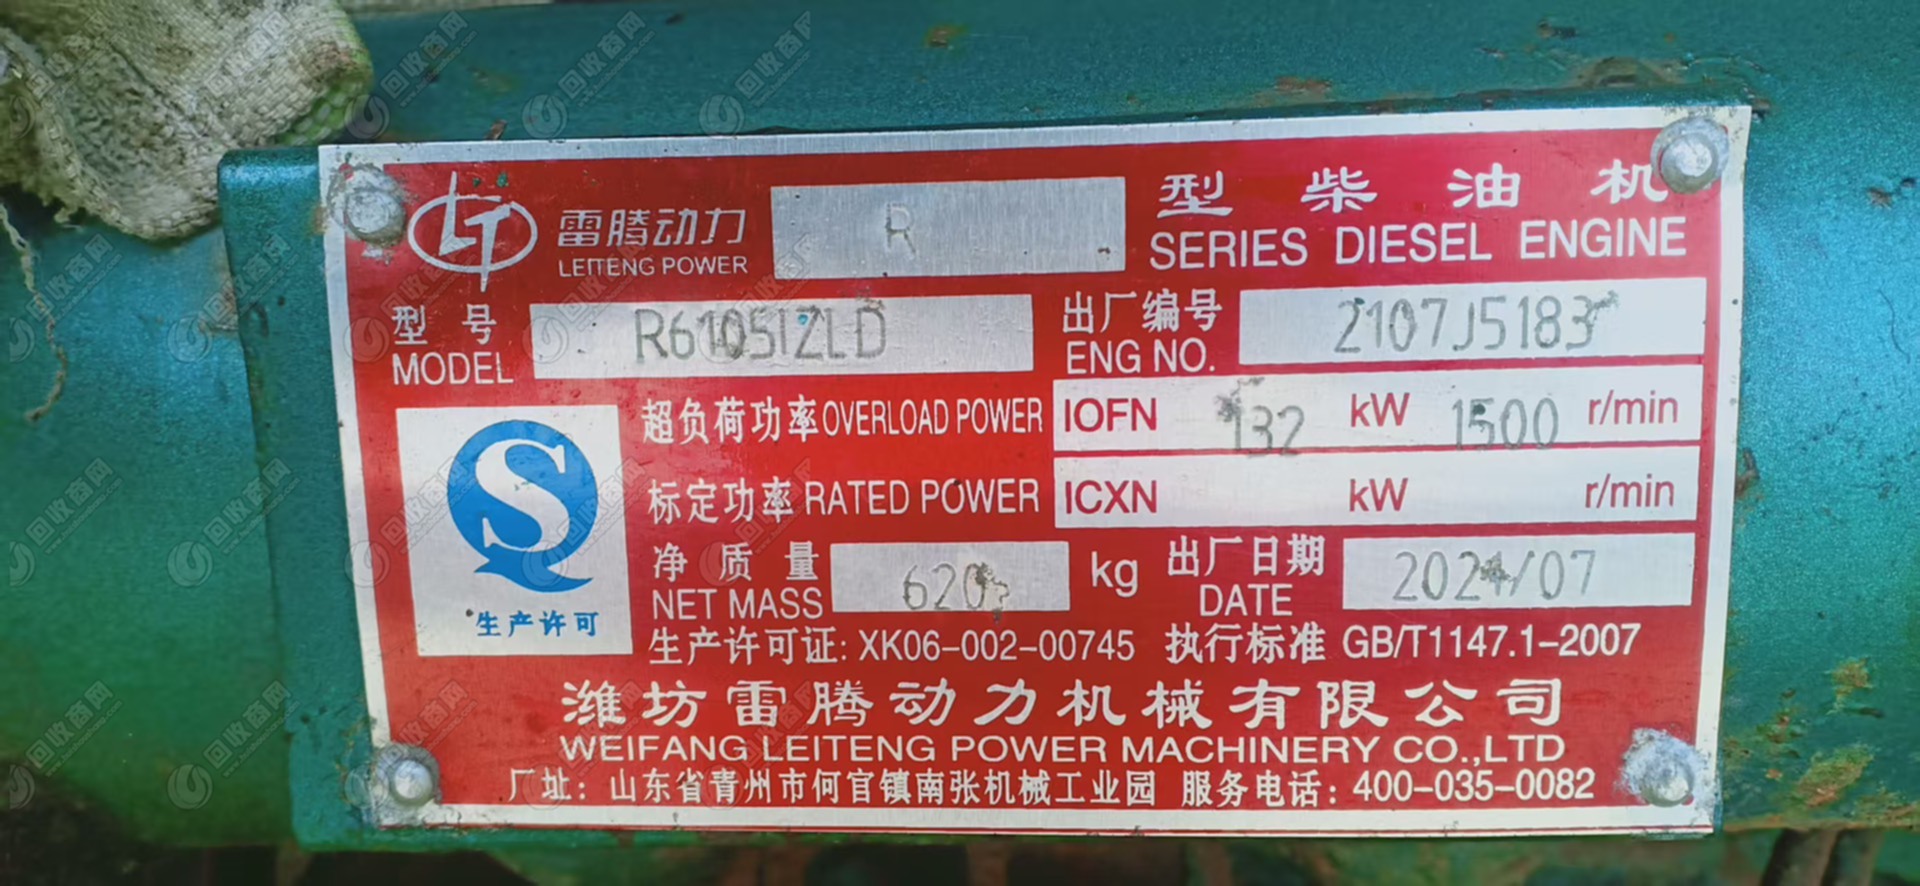 雷腾动力 R 型柴油机
LEITENG POWER SERIES DIESEL ENGINE
型号 MODEL R6105IZLD 出厂编号 ENG NO. 2107J5183
超负荷功率 OVERLOAD POWER IOFN 132 kW 1500 r/min
标定功率 RATED POWER ICXN kW r/min
净质量 NET MASS kg 出厂日期 DATE
生产许可
生产许可证: XK06-002-00745 执行标准 GB/T1147.1-2007
潍坊雷腾动力机械有限公司
WEIFANG LEITENG POWER MACHINERY CO.,LTD
厂址: 山东省青州市何官镇南张机械工业园 服务电话: 400-035-0082
回收商网